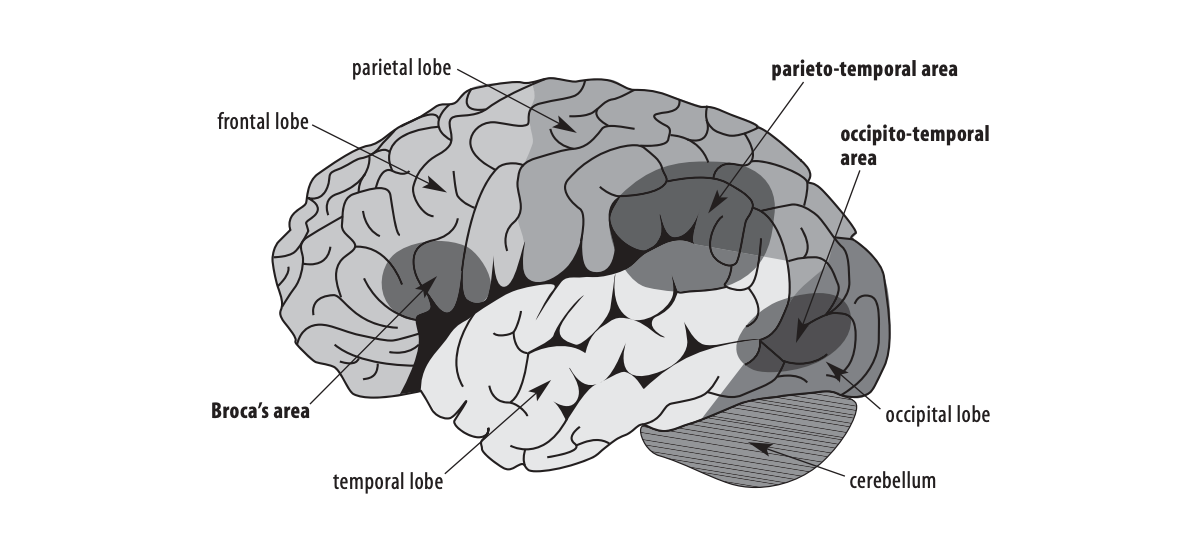 parietal lobe
parieto-temporal area
frontal lobe
occipito-temporal
area
Broca's area
occipital lobe
temporal lobe
cerebellum